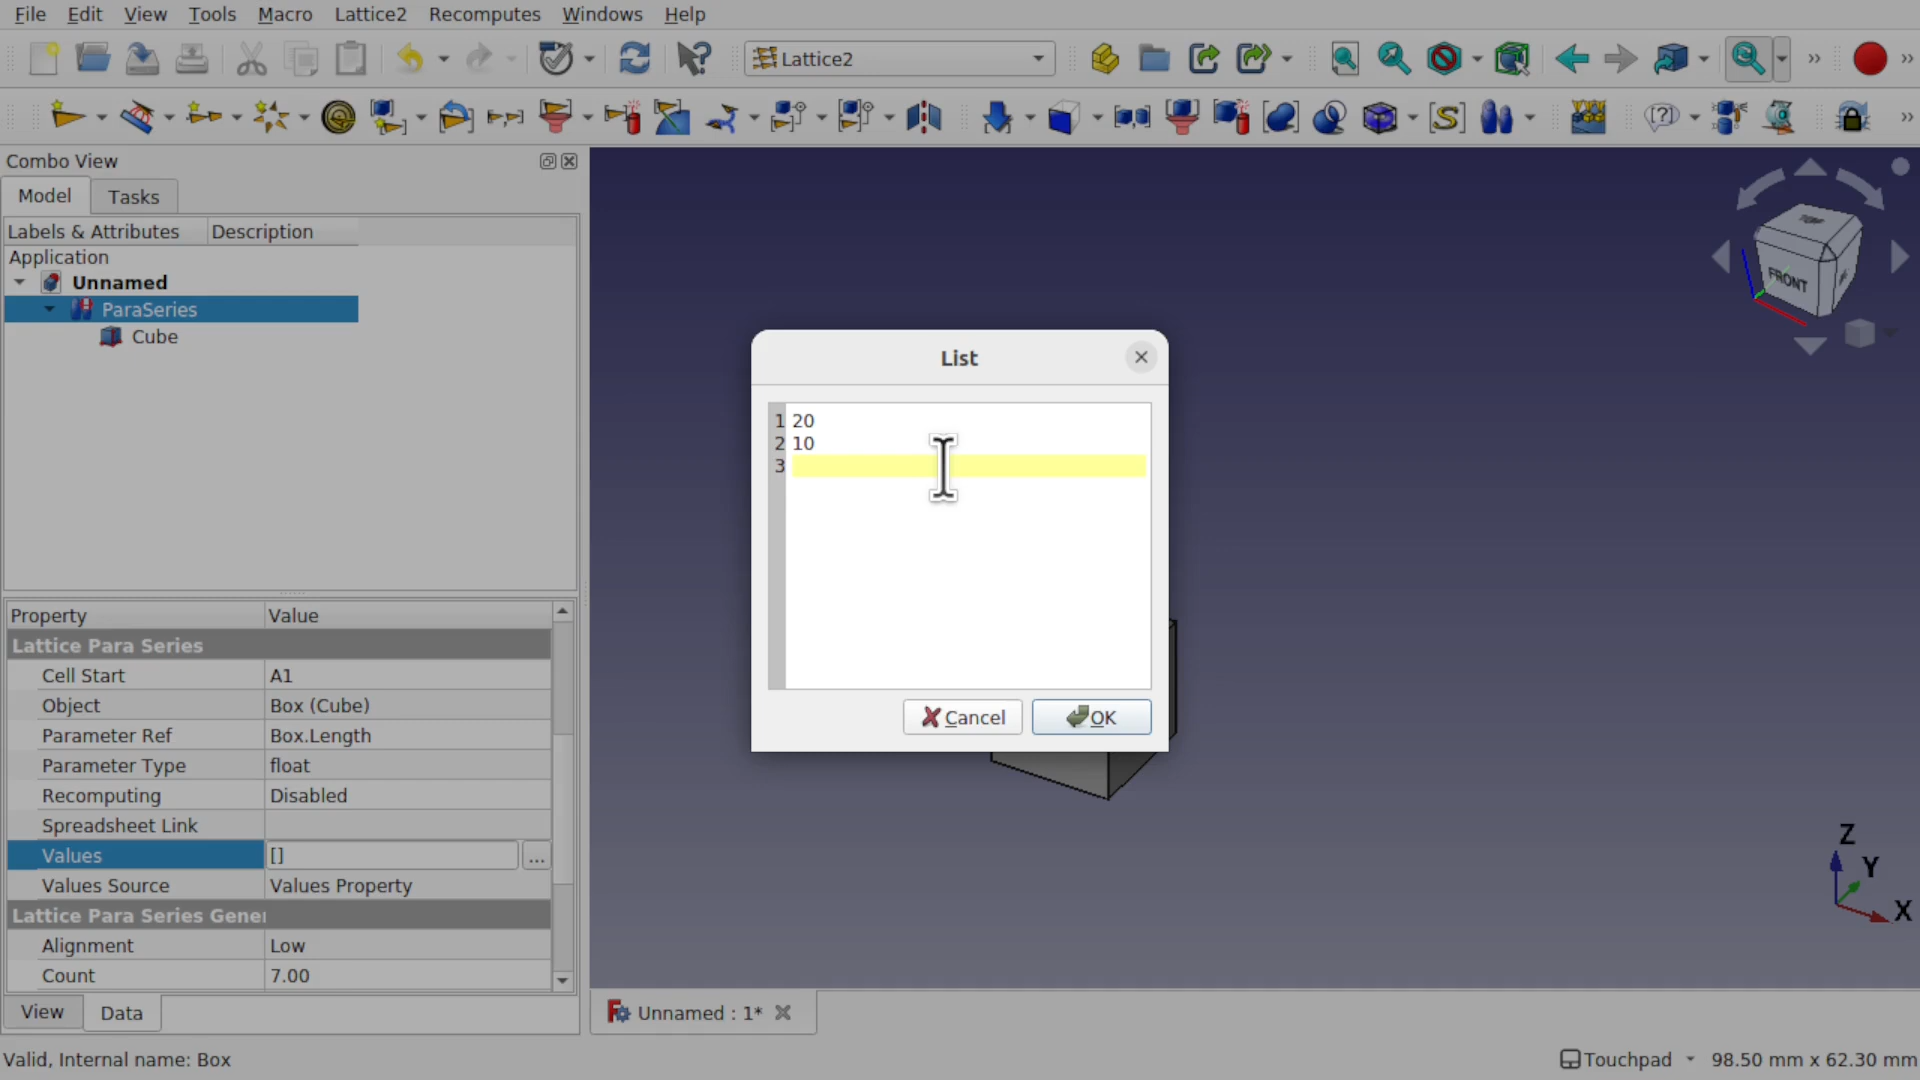 File Edit View Tools Macro Lattice2 Recomputes Windows Help
Lattice2
Combo View
Model Tasks
Labels & Attributes Description
Application
Unnamed
ParaSeries
Cube
Property Value
Lattice Para Series
Cell Start A1
Object Box (Cube)
Parameter Ref Box.Length
Parameter Type float
Recomputing Disabled
Spreadsheet Link
Values [] ...
Values Source Values Property
Lattice Para Series Gene
Alignment Low
Count 7.00
View Data
List
1 20
2 10
3
Cancel OK
TOP
FRONT
Z
Y
X
Unnamed : 1*
Valid, Internal name: Box
Touchpad 98.50 mm x 62.30 mm